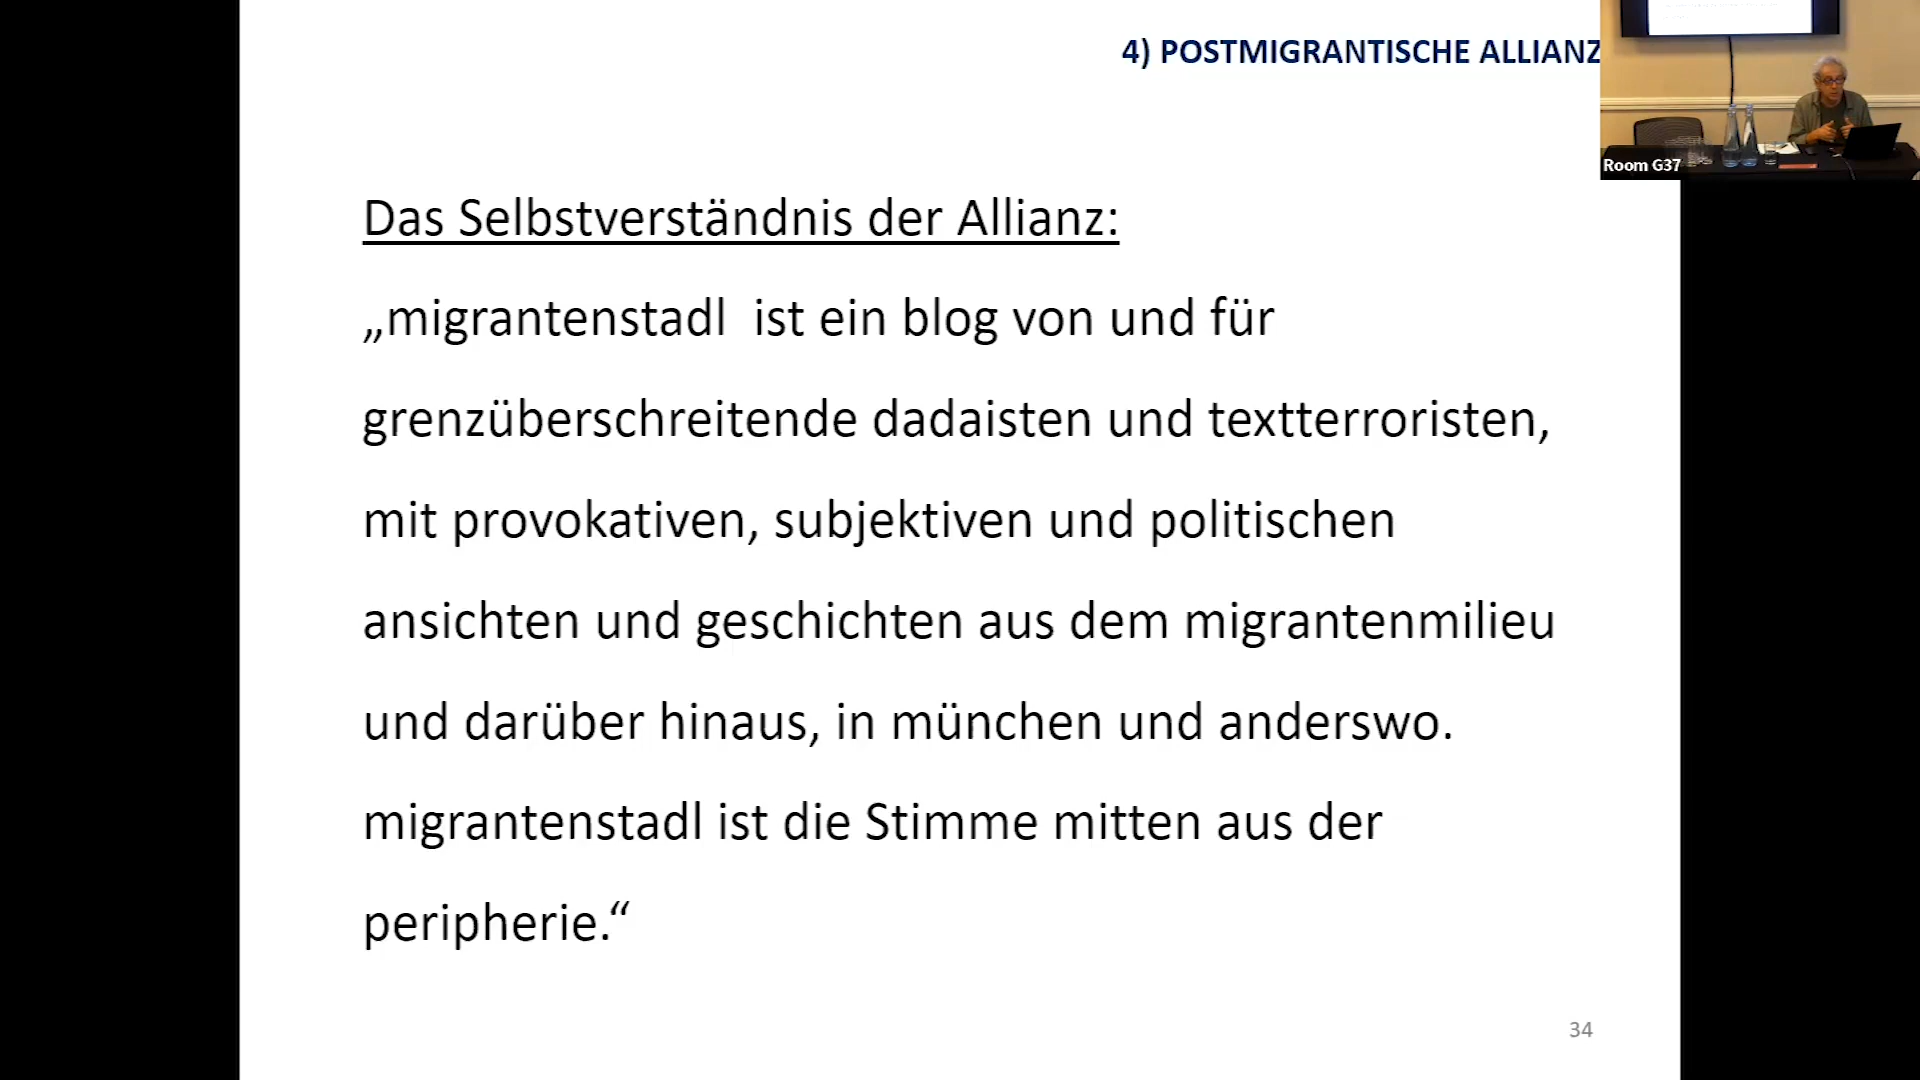 4) POSTMIGRANTISCHE ALLIANZ
Room G37
Das Selbstverständnis der Allianz:
„migrantenstadl ist ein blog von und für
grenzüberschreitende dadaisten und textterroristen,
mit provokativen, subjektiven und politischen
ansichten und geschichten aus dem migrantenmilieu
und darüber hinaus, in münchen und anderswo.
migrantenstadl ist die Stimme mitten aus der
peripherie.“
34